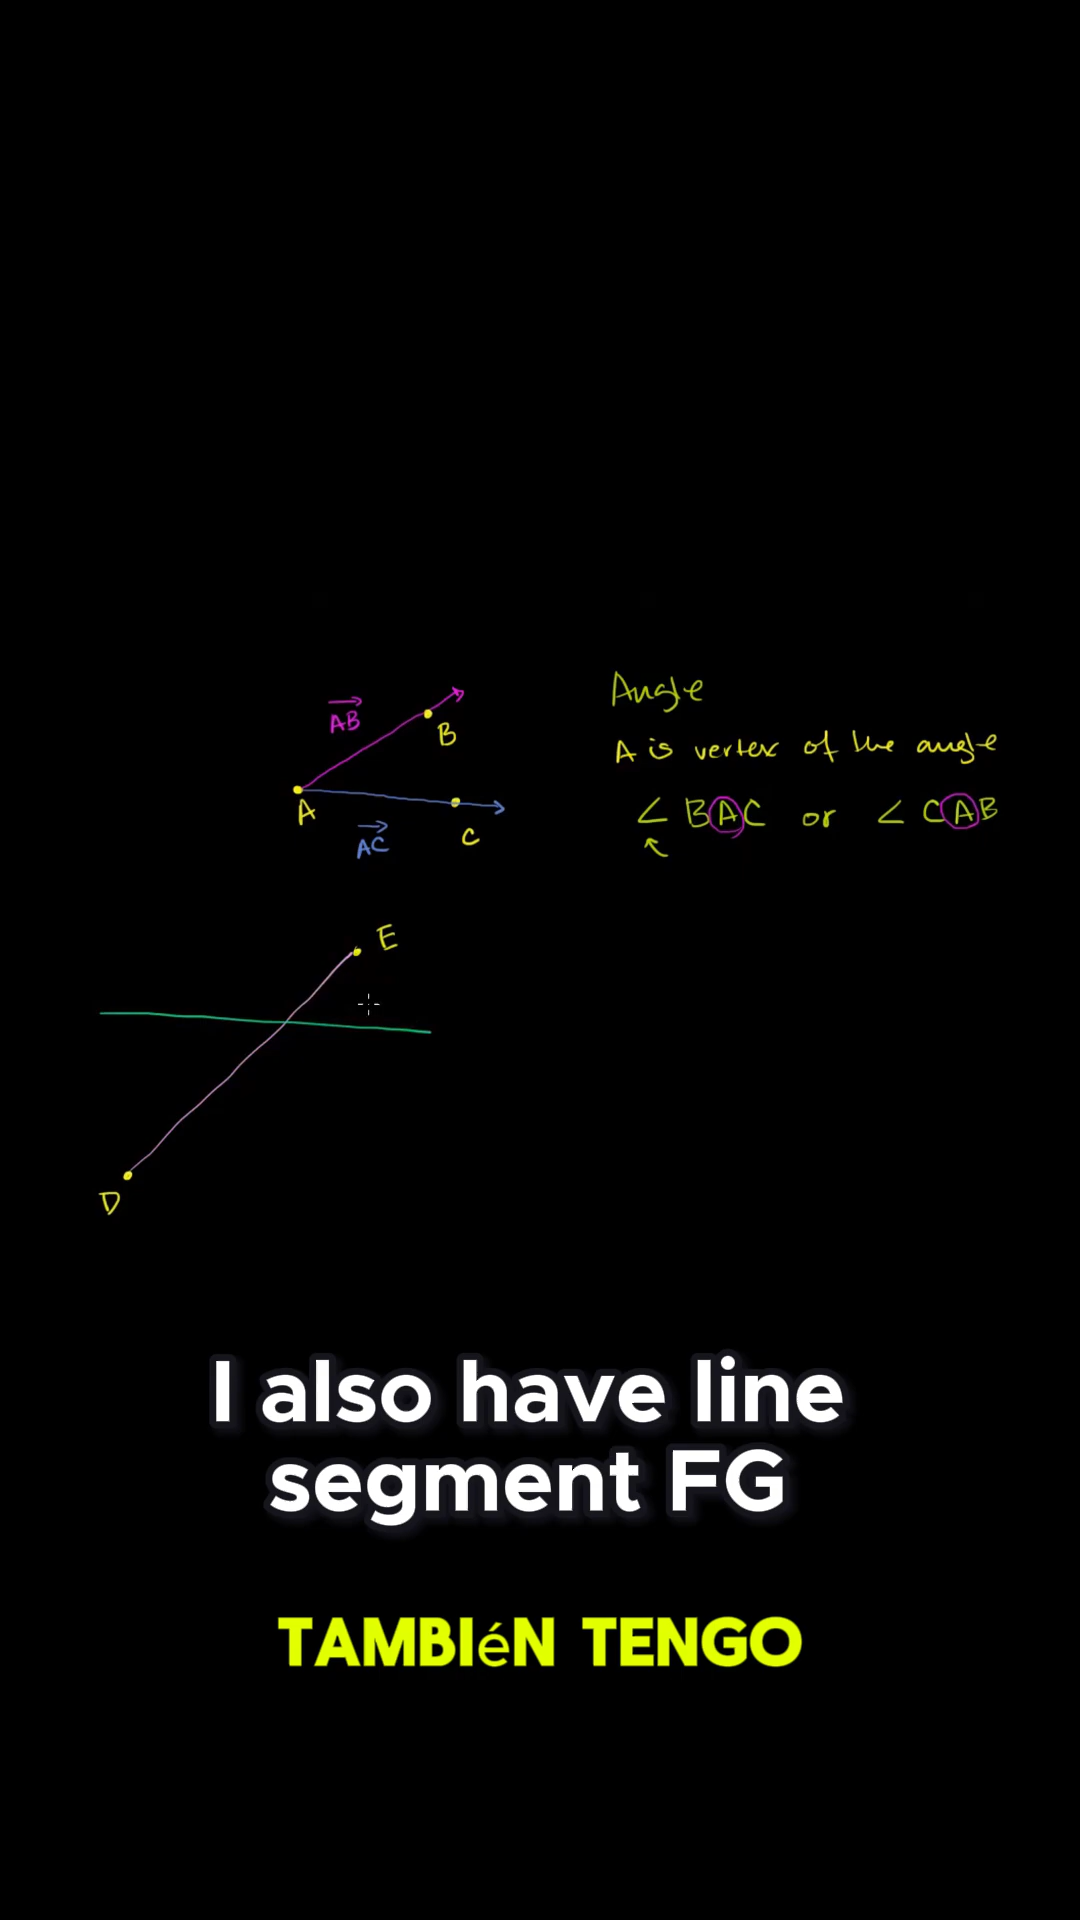 Angle
AB
B
A is vertex of the angle
A
∠ BAC or ∠ CAB
AC
C
E
D
I also have line
segment FG
TAMBIéN TENGO